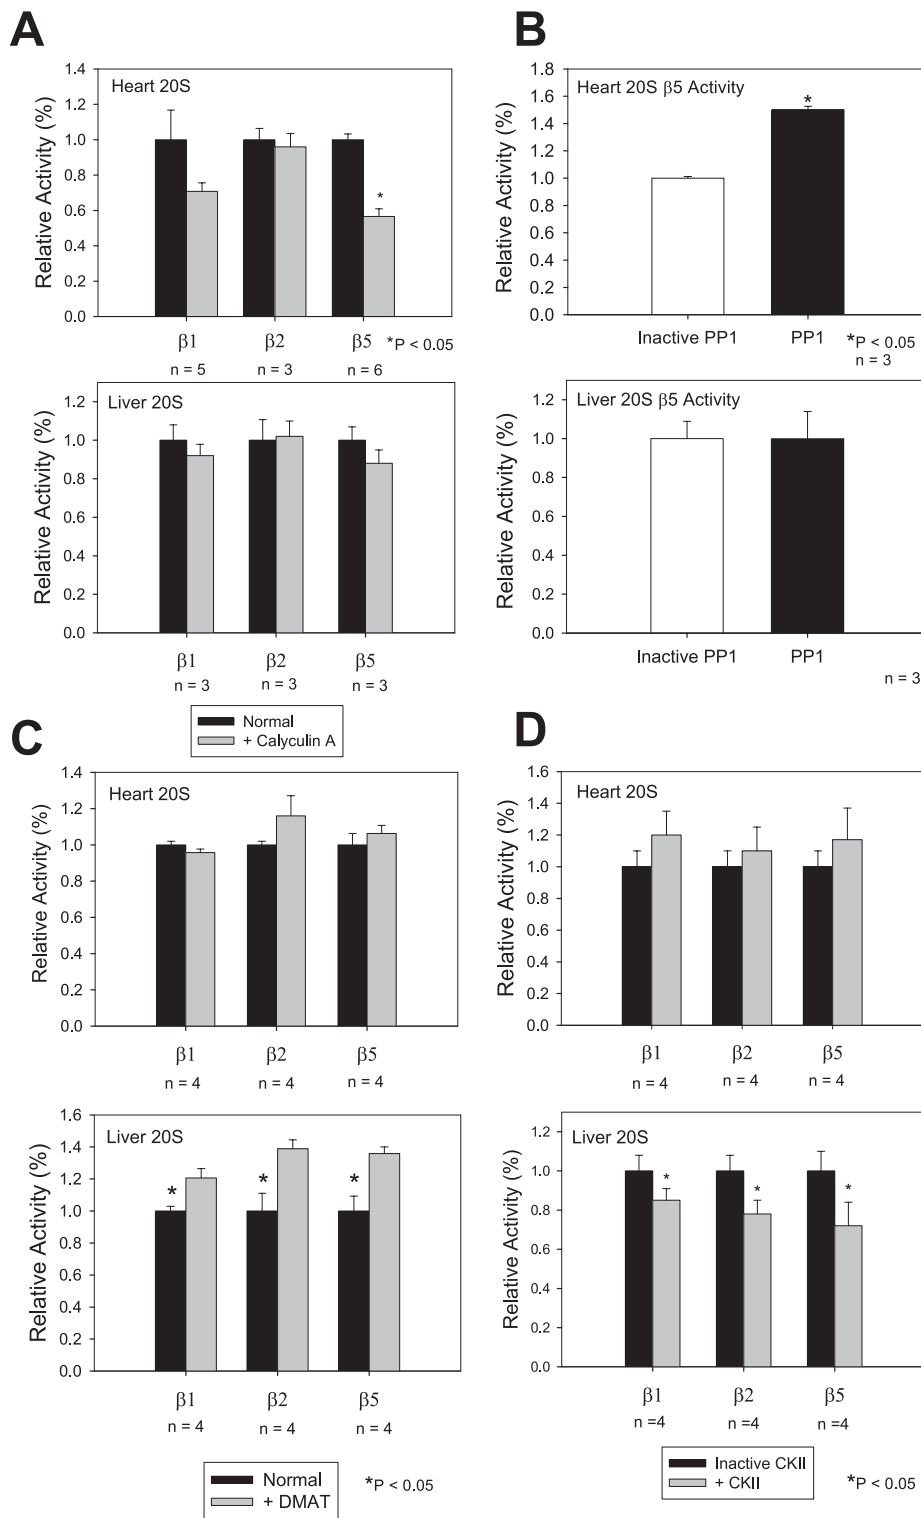 A
Relative Activity (%)
Heart 20S
1.4
1.2
1.0
0.8
0.6
0.4
0.2
0.0
*
β1 β2 β5
*P < 0.05
n = 5 n = 3 n = 6
Relative Activity (%)
Liver 20S
1.2
1.0
0.8
0.6
0.4
0.2
0.0
β1 β2 β5
n = 3 n = 3 n = 3
Normal
+ Calyculin A
B
Relative Activity (%)
Heart 20S β5 Activity
1.8
1.6
1.4
1.2
1.0
0.8
0.6
0.4
0.2
0.0
*
Inactive PP1 PP1
*P < 0.05
n = 3
Relative Activity (%)
Liver 20S β5 Activity
1.2
1.0
0.8
0.6
0.4
0.2
0.0
Inactive PP1 PP1
n = 3
C
Relative Activity (%)
Heart 20S
1.4
1.2
1.0
0.8
0.6
0.4
0.2
0.0
β1 β2 β5
n = 4 n = 4 n = 4
Relative Activity (%)
Liver 20S
1.6
1.4
1.2
1.0
0.8
0.6
0.4
0.2
0.0
* * *
β1 β2 β5
n = 4 n = 4 n = 4
Normal
+ DMAT
*P < 0.05
D
Relative Activity (%)
Heart 20S
1.6
1.4
1.2
1.0
0.8
0.6
0.4
0.2
0.0
β1 β2 β5
n = 4 n = 4 n = 4
Relative Activity (%)
Liver 20S
1.2
1.0
0.8
0.6
0.4
0.2
0.0
* * *
β1 β2 β5
n =4 n =4 n =4
Inactive CKII
+ CKII
*P < 0.05